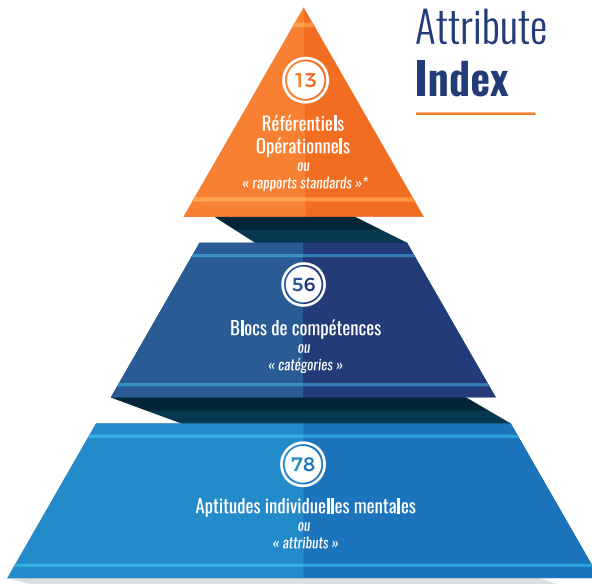 Attribute
Index
13
Référentiels
Opérationnels
ou
« rapports standards »*
56
Blocs de compétences
ou
« catégories »
78
Aptitudes individuelles mentales
ou
« attributs »